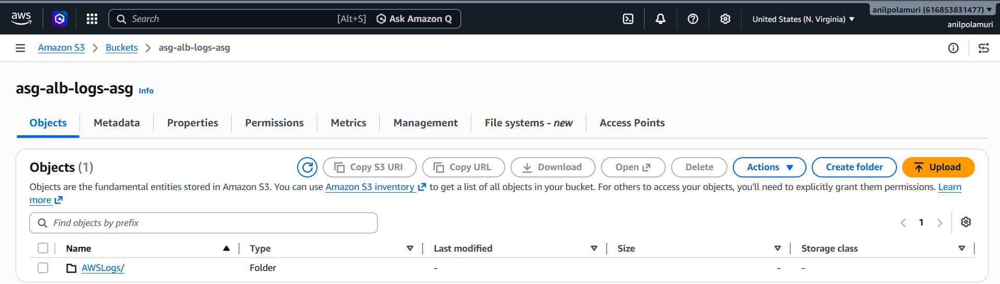 aws Search [Alt+S] Ask Amazon Q United States (N. Virginia) anilpolamuri (616853831477)
anilpolamuri
Amazon S3 Buckets asg-alb-logs-asg
asg-alb-logs-asg Info
Objects Metadata Properties Permissions Metrics Management File systems - new Access Points
Objects (1) Copy S3 URI Copy URL Download Open Delete Actions Create folder Upload
Objects are the fundamental entities stored in Amazon S3. You can use Amazon S3 inventory to get a list of all objects in your bucket. For others to access your objects, you'll need to explicitly grant them permissions. Learn
more
Find objects by prefix 1
Name Type Last modified Size Storage class
AWSLogs/ Folder - - -